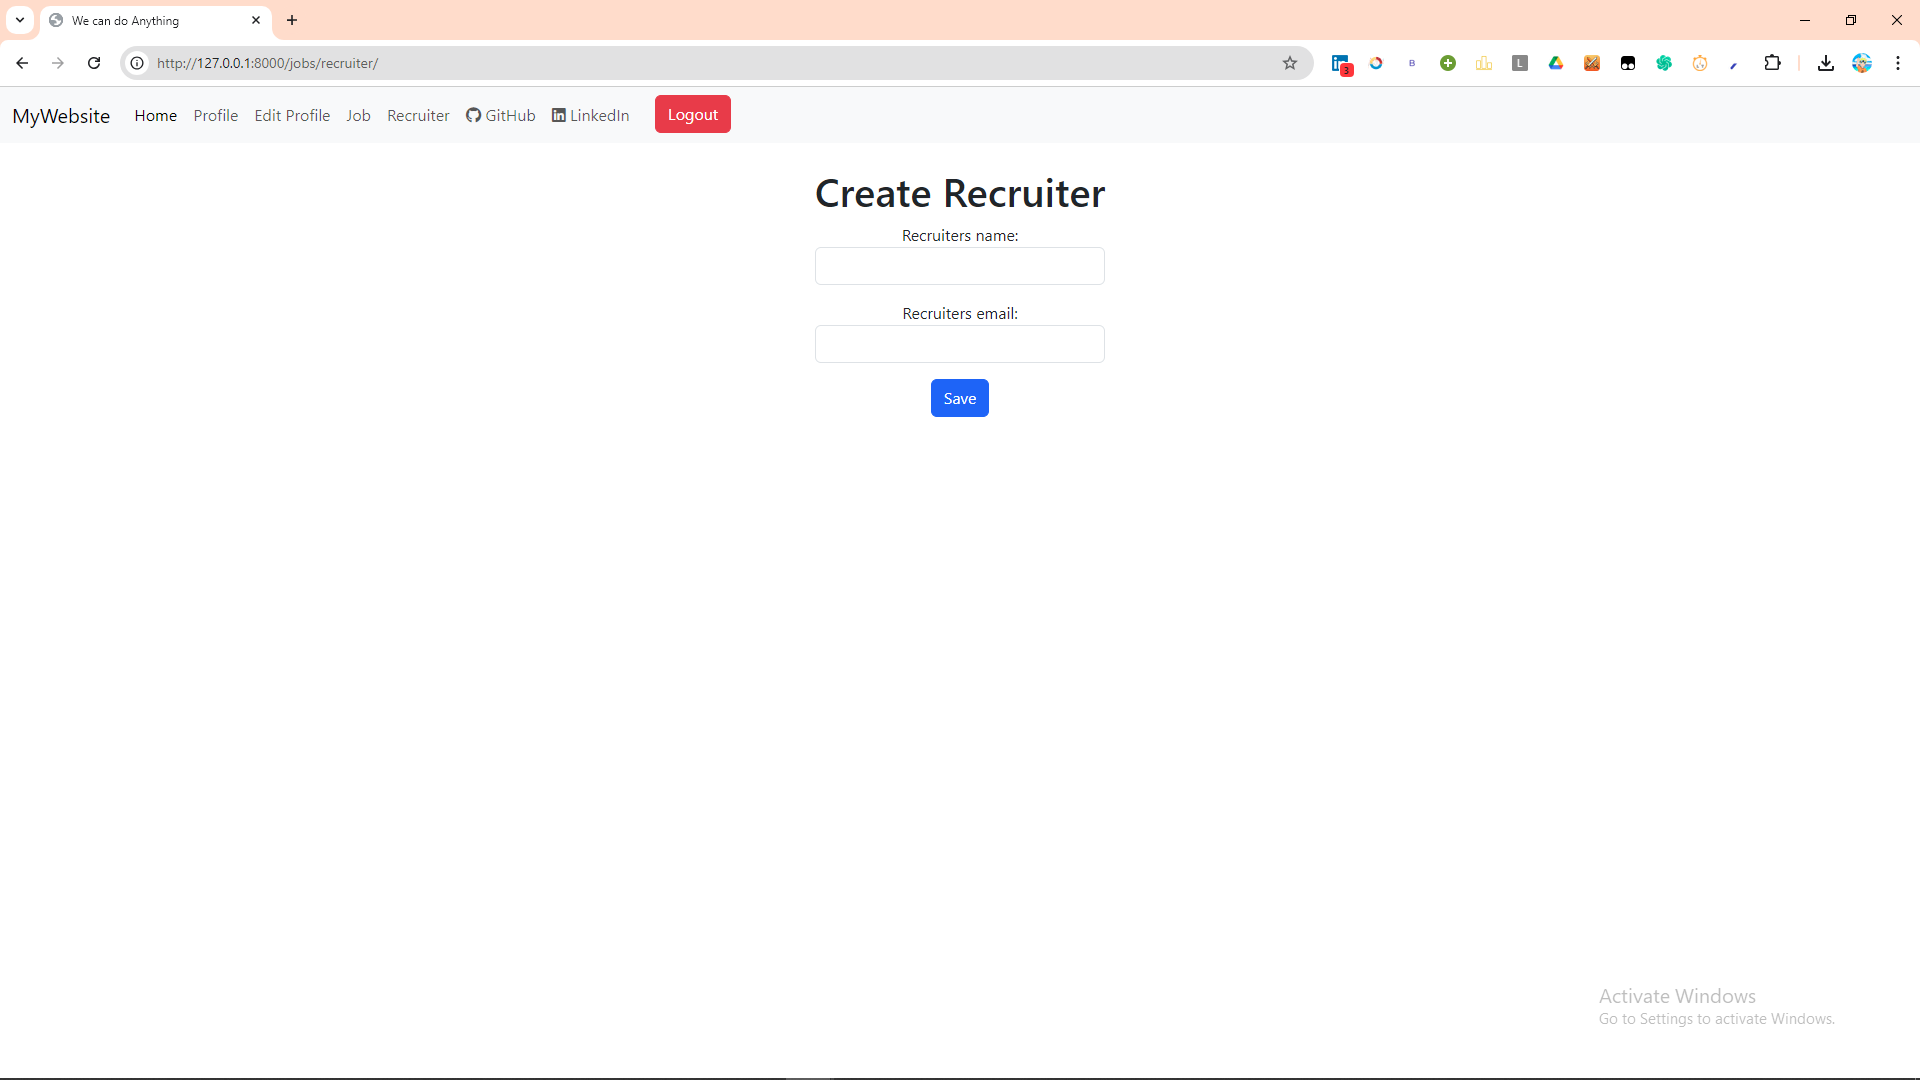 We can do Anything
http://127.0.0.1:8000/jobs/recruiter/
3
B
L
MyWebsite Home Profile Edit Profile Job Recruiter GitHub LinkedIn Logout
Create Recruiter
Recruiters name:
Recruiters email:
Save
Activate Windows
Go to Settings to activate Windows.